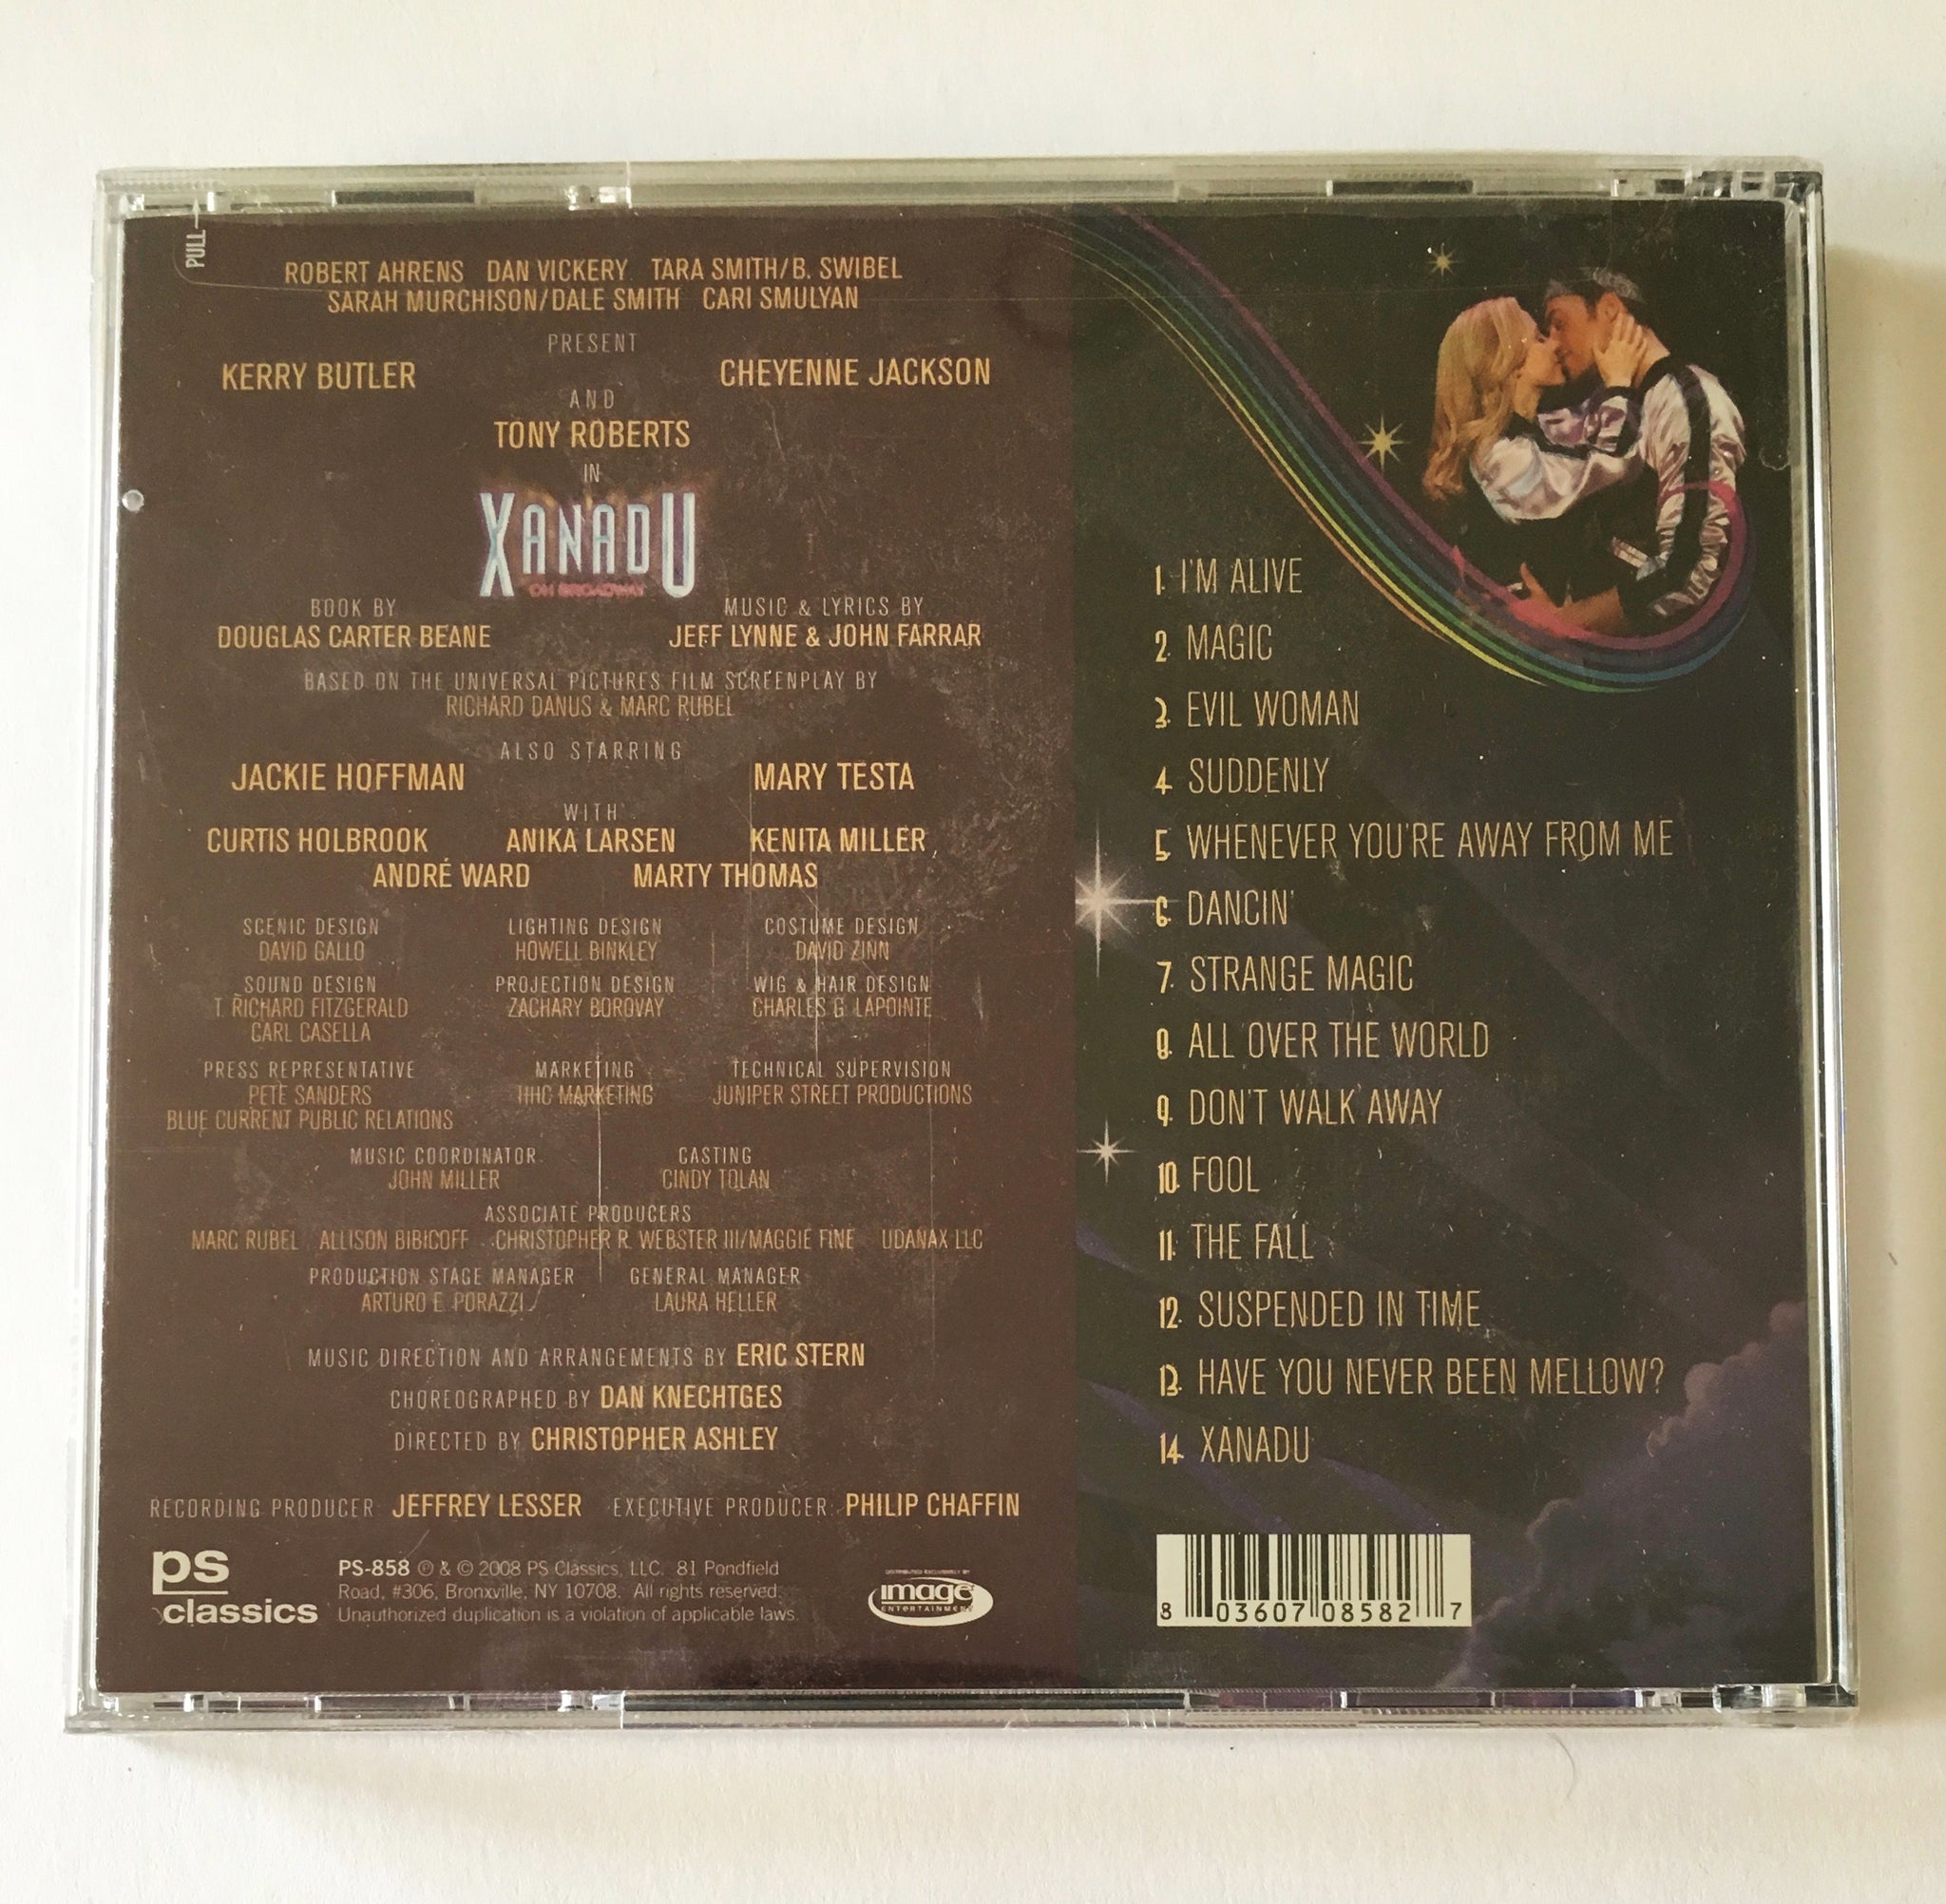 PULL
ROBERT AHRENS DAN VICKERY TARA SMITH/B. SWIBEL
SARAH MURCHISON/DALE SMITH CARI SMULYAN
PRESENT
KERRY BUTLER CHEYENNE JACKSON
AND
TONY ROBERTS
IN
XANADU
ON BROADWAY
BOOK BY MUSIC & LYRICS BY
DOUGLAS CARTER BEANE JEFF LYNNE & JOHN FARRAR
BASED ON THE UNIVERSAL PICTURES FILM SCREENPLAY BY
RICHARD DANUS & MARC RUBEL
ALSO STARRING
JACKIE HOFFMAN MARY TESTA
WITH
CURTIS HOLBROOK ANIKA LARSEN KENITA MILLER
ANDRÉ WARD MARTY THOMAS
SCENIC DESIGN LIGHTING DESIGN COSTUME DESIGN
DAVID GALLO HOWELL BINKLEY DAVID ZINN
SOUND DESIGN PROJECTION DESIGN WIG & HAIR DESIGN
T. RICHARD FITZGERALD ZACHARY BOROVAY CHARLES G. LAPOINTE
CARL CASELLA
PRESS REPRESENTATIVE MARKETING TECHNICAL SUPERVISION
PETE SANDERS HHC MARKETING JUNIPER STREET PRODUCTIONS
BLUE CURRENT PUBLIC RELATIONS
MUSIC COORDINATOR CASTING
JOHN MILLER CINDY TOLAN
ASSOCIATE PRODUCERS
MARC RUBEL ALLISON BIBICOFF CHRISTOPHER R. WEBSTER III/MAGGIE FINE UDANAX LLC
PRODUCTION STAGE MANAGER GENERAL MANAGER
ARTURO E. PORAZZI LAURA HELLER
MUSIC DIRECTION AND ARRANGEMENTS BY ERIC STERN
CHOREOGRAPHED BY DAN KNECHTGES
DIRECTED BY CHRISTOPHER ASHLEY
RECORDING PRODUCER JEFFREY LESSER EXECUTIVE PRODUCER: PHILIP CHAFFIN
ps
classics
PS-858 ℗ & © 2008 PS Classics, LLC. 81 Pondfield
Road, #306, Bronxville, NY 10708. All rights reserved.
Unauthorized duplication is a violation of applicable laws.
DISTRIBUTED EXCLUSIVELY BY
image
ENTERTAINMENT
1. I'M ALIVE
2. MAGIC
3. EVIL WOMAN
4. SUDDENLY
5. WHENEVER YOU'RE AWAY FROM ME
6. DANCIN'
7. STRANGE MAGIC
8. ALL OVER THE WORLD
9. DON'T WALK AWAY
10. FOOL
11. THE FALL
12. SUSPENDED IN TIME
13. HAVE YOU NEVER BEEN MELLOW?
14. XANADU
8 03607 08582 7